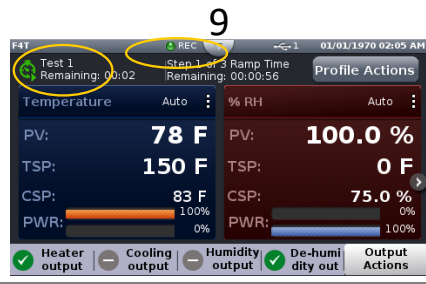 9
F4T REC 1 01/01/1970 02:05 AM
Test 1 Step 1 of 3 Ramp Time Profile Actions
Remaining: 00:02 Remaining: 00:00:56
Temperature Auto % RH Auto
PV: 78 F PV: 100.0 %
TSP: 150 F TSP: 0 F
CSP: 83 F CSP: 75.0 %
PWR: 100% PWR: 0%
0% 100%
Heater Cooling Humidity De-humi Output
output output output dity out Actions